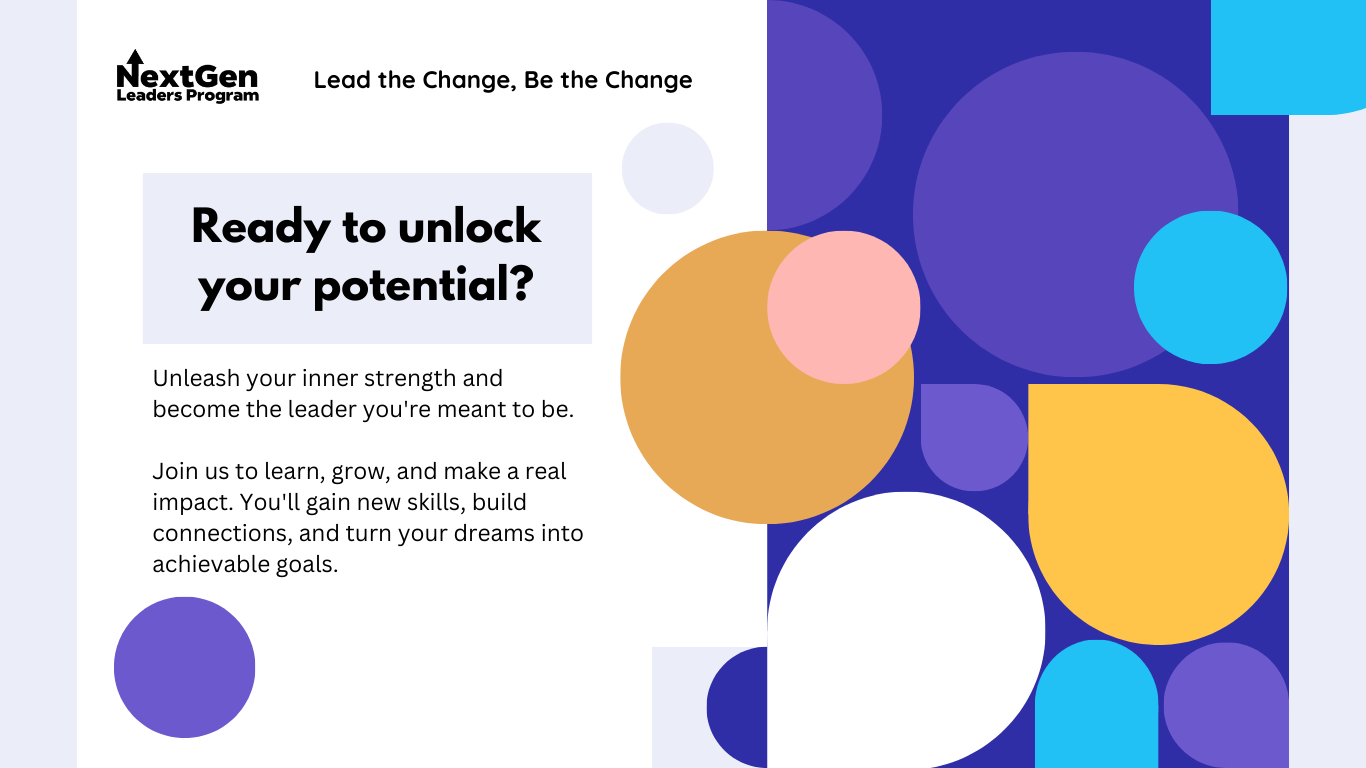 NextGen
Leaders Program
Lead the Change, Be the Change
Ready to unlock
your potential?
Unleash your inner strength and
become the leader you're meant to be.
Join us to learn, grow, and make a real
impact. You'll gain new skills, build
connections, and turn your dreams into
achievable goals.